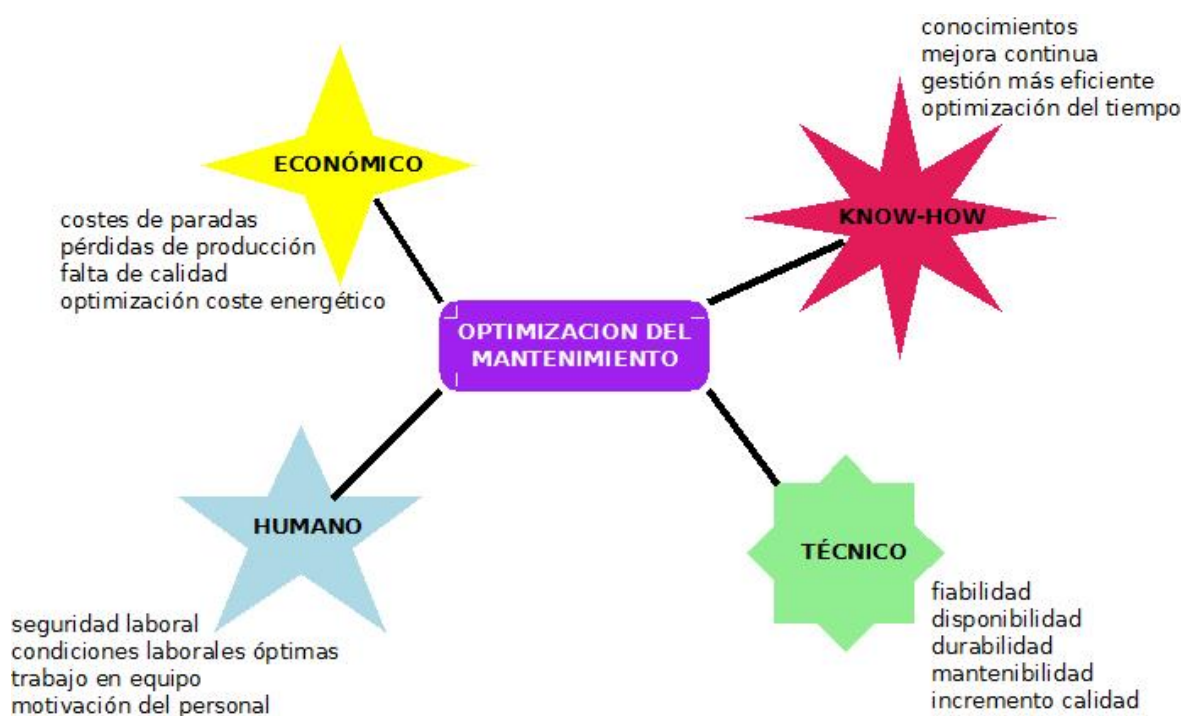 ECONÓMICO
costes de paradas
pérdidas de producción
falta de calidad
optimización coste energético
conocimientos
mejora continua
gestión más eficiente
optimización del tiempo
KNOW-HOW
OPTIMIZACION DEL
MANTENIMIENTO
HUMANO
seguridad laboral
condiciones laborales óptimas
trabajo en equipo
motivación del personal
TÉCNICO
fiabilidad
disponibilidad
durabilidad
mantenibilidad
incremento calidad